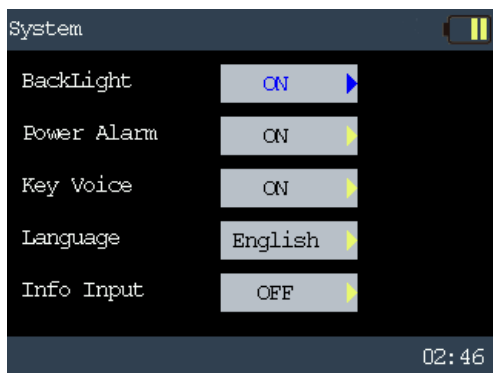 System
BackLight ON
Power Alarm ON
Key Voice ON
Language English
Info Input OFF
02:46